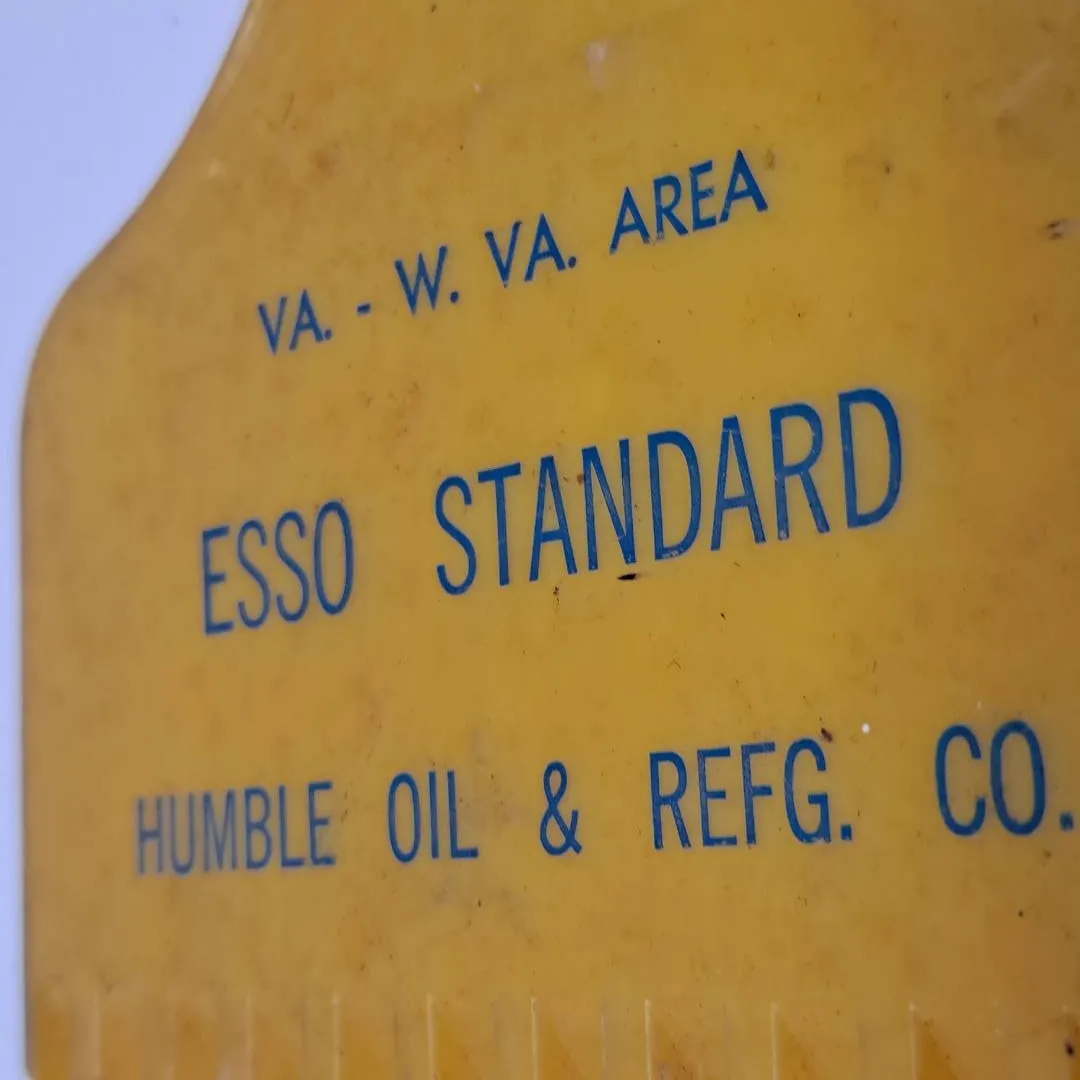 VA. - W. VA. AREA
ESSO STANDARD
HUMBLE OIL & REFG. CO.